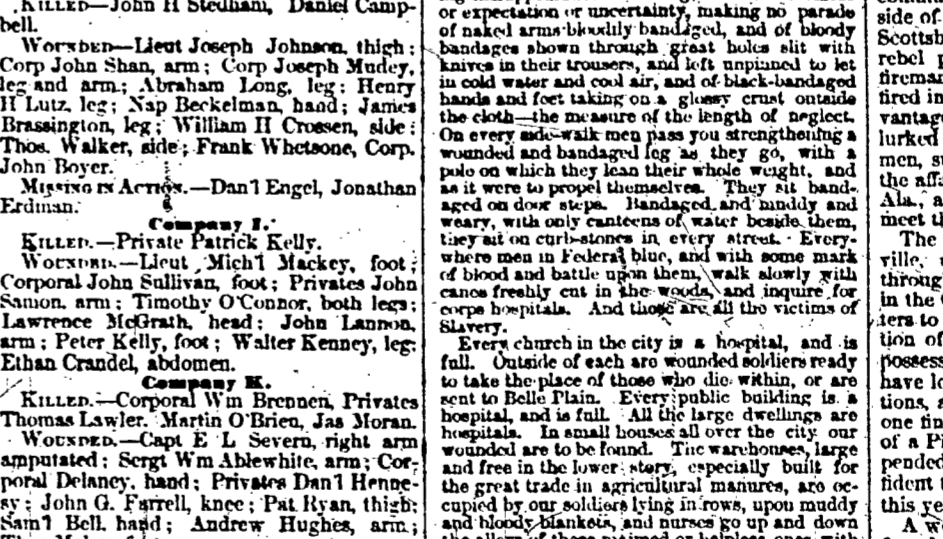 KILLED—John H Stedham, Daniel Camp-
bell.
WOUNDED—Lieut Joseph Johnson, thigh;
Corp John Shan, arm; Corp Joseph Mudey,
leg and arm; Abraham Long, leg; Henry
H Lutz, leg; Nap Beckelman, hand; James
Brassington, leg; William H Crossen, side;
Thos. Walker, side; Frank Whetsone, Corp.
John Boyer.
MISSING IN ACTION.—Dan'l Engel, Jonathan
Erdman.
Company I.
KILLED.—Private Patrick Kelly.
WOUNDED.—Lieut Mich'l Mackey, foot;
Corporal John Sullivan, foot; Privates John
Samon, arm; Timothy O'Connor, both legs;
Lawrence McGrath, head; John Lannon,
arm; Peter Kelly, foot; Walter Kenney, leg;
Ethan Crandel, abdomen.
Company K.
KILLED.—Corporal Wm Brennen, Privates
Thomas Lawler, Martin O'Brien, Jas Moran.
WOUNDED.—Capt E L Severn, right arm
amputated; Sergt Wm Ablewhite, arm; Cor-
poral Delaney, hand; Privates Dan'l Henne-
sy; John G. Farrell, knee; Pat Ryan, thigh;
Sam'l Bell, hand; Andrew Hughes, arm;
or expectation or uncertainty, making no parade
of naked arms bloodily bandaged, and of bloody
bandages shown through great holes slit with
knives in their trousers, and left unpinned to let
in cold water and cool air, and of black-bandaged
hands and feet taking on a glossy crust outside
the cloth—the measure of the length of neglect.
On every side-walk men pass you strengthening a
wounded and bandaged leg as they go, with a
pole on which they lean their whole weight, and
as it were to propel themselves. They sit band-
aged on door steps. Bandaged and muddy and
weary, with only canteens of water beside them,
they sit on curb-stones in every street. Every-
where men in Federal blue, and with some mark
of blood and battle upon them, walk slowly with
canes freshly cut in the woods, and inquire for
corps hospitals. And those are all the victims of
Slavery.
Every church in the city is a hospital, and is
full. Outside of each are wounded soldiers ready
to take the place of those who die within, or are
sent to Belle Plain. Every public building is a
hospital, and is full. All the large dwellings are
hospitals. In small houses all over the city our
wounded are to be found. The warehouses, large
and free in the lower story, especially built for
the great trade in agricultural manures, are oc-
cupied by our soldiers lying in rows, upon muddy
and bloody blankets, and nurses go up and down
side of
Scottsb
rebel
fireman
fired in
vantag
lurked
men, s
the aff
Ala., a
meet th
The
ville,
throug
in the
ters to
tion of
possess
have lo
tions, a
one fin
of a Pi
pended
fident t
this ye
A w